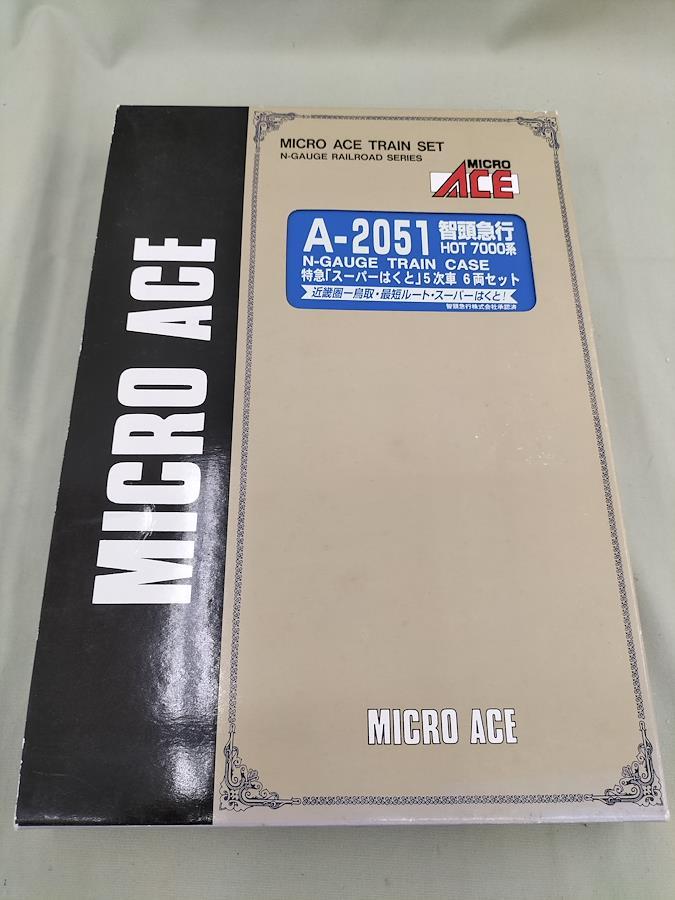 MICRO ACE
MICRO ACE TRAIN SET
N-GAUGE RAILROAD SERIES
MICRO
ACE
A-2051 智頭急行
HOT 7000系
N-GAUGE TRAIN CASE
特急「スーパーはくと」5次車 6両セット
近畿圏ー鳥取・最短ルート・スーパーはくと!
智頭急行株式会社承認済
MICRO ACE